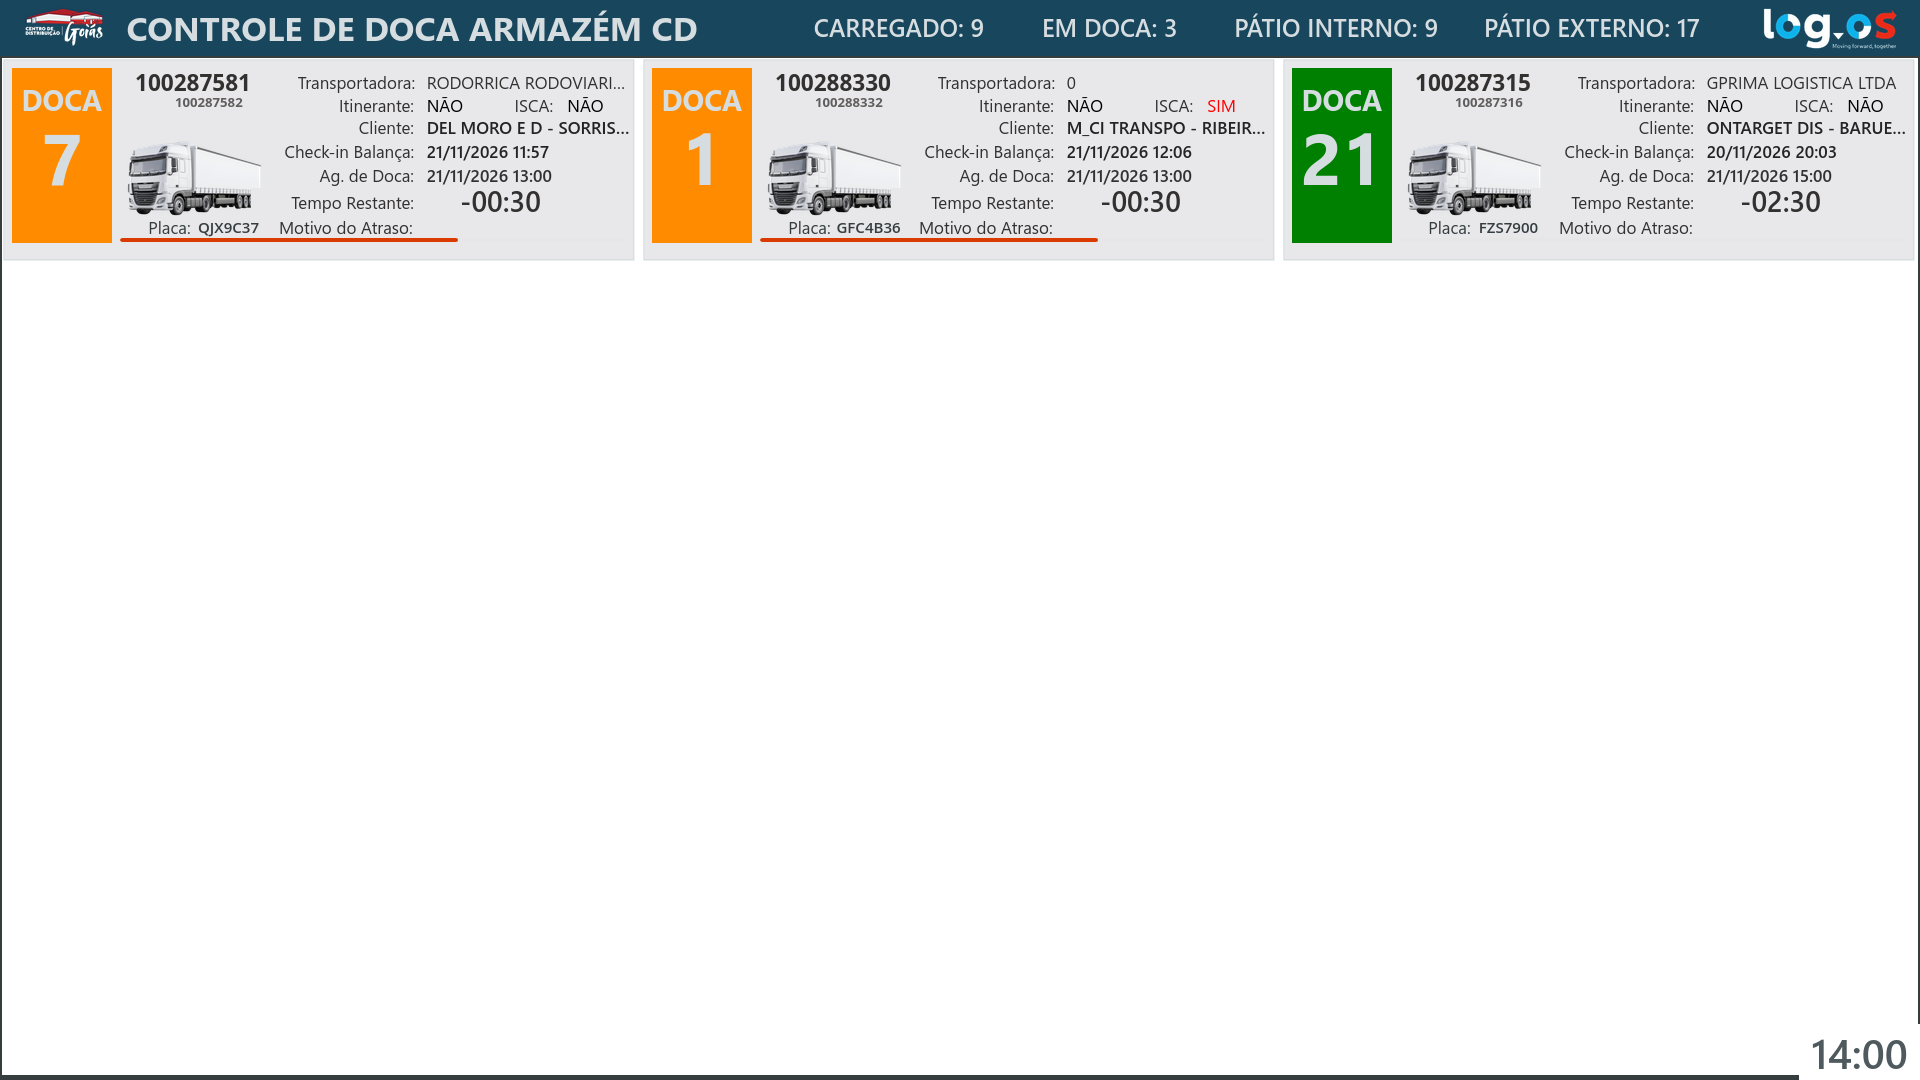 CENTRO DE DISTRIBUIÇÃO Goiás
CONTROLE DE DOCA ARMAZÉM CD
CARREGADO: 9
EM DOCA: 3
PÁTIO INTERNO: 9
PÁTIO EXTERNO: 17
log.os
Moving forward, together
DOCA
7
100287581
100287582
Placa: QJX9C37
Transportadora: RODORRICA RODOVIARI...
Itinerante: NÃO ISCA: NÃO
Cliente: DEL MORO E D - SORRIS...
Check-in Balança: 21/11/2026 11:57
Ag. de Doca: 21/11/2026 13:00
Tempo Restante: -00:30
Motivo do Atraso:
DOCA
1
100288330
100288332
Placa: GFC4B36
Transportadora: 0
Itinerante: NÃO ISCA: SIM
Cliente: M_CI TRANSPO - RIBEIR...
Check-in Balança: 21/11/2026 12:06
Ag. de Doca: 21/11/2026 13:00
Tempo Restante: -00:30
Motivo do Atraso:
DOCA
21
100287315
100287316
Placa: FZS7900
Transportadora: GPRIMA LOGISTICA LTDA
Itinerante: NÃO ISCA: NÃO
Cliente: ONTARGET DIS - BARUE...
Check-in Balança: 20/11/2026 20:03
Ag. de Doca: 21/11/2026 15:00
Tempo Restante: -02:30
Motivo do Atraso:
14:00